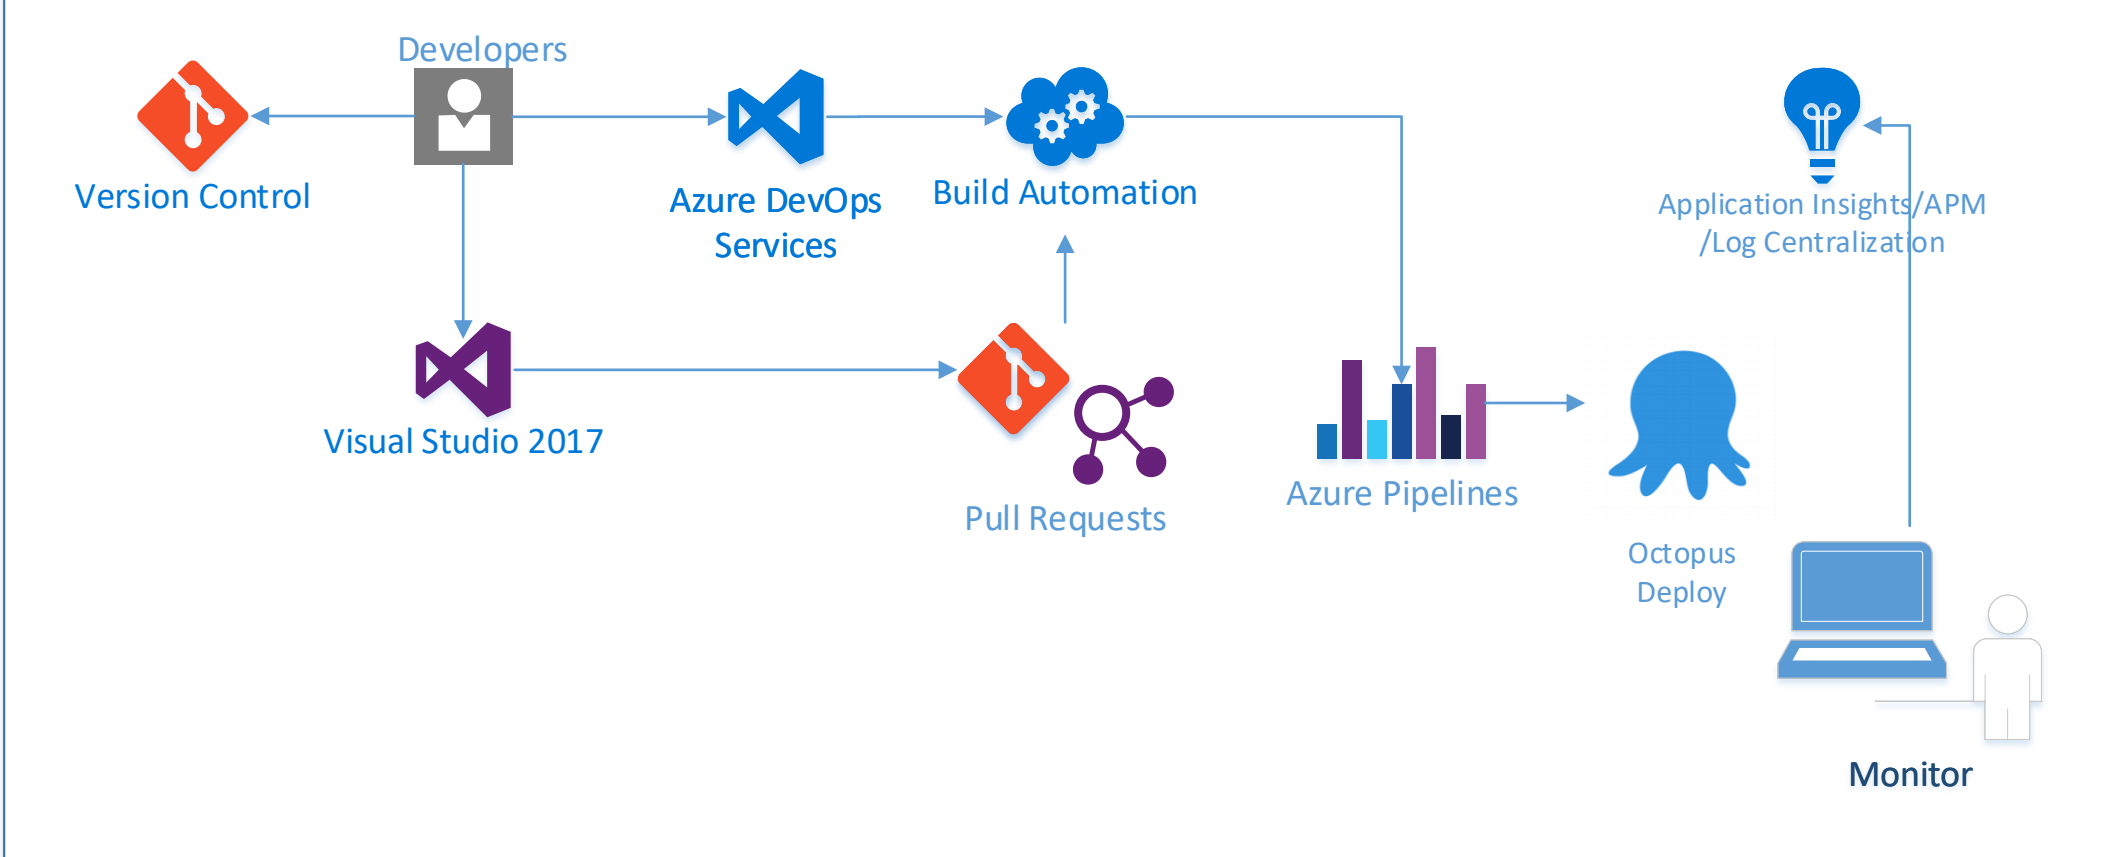 Developers
Version Control
Azure DevOps
Services
Build Automation
Application Insights/APM
/Log Centralization
Visual Studio 2017
Pull Requests
Azure Pipelines
Octopus
Deploy
Monitor